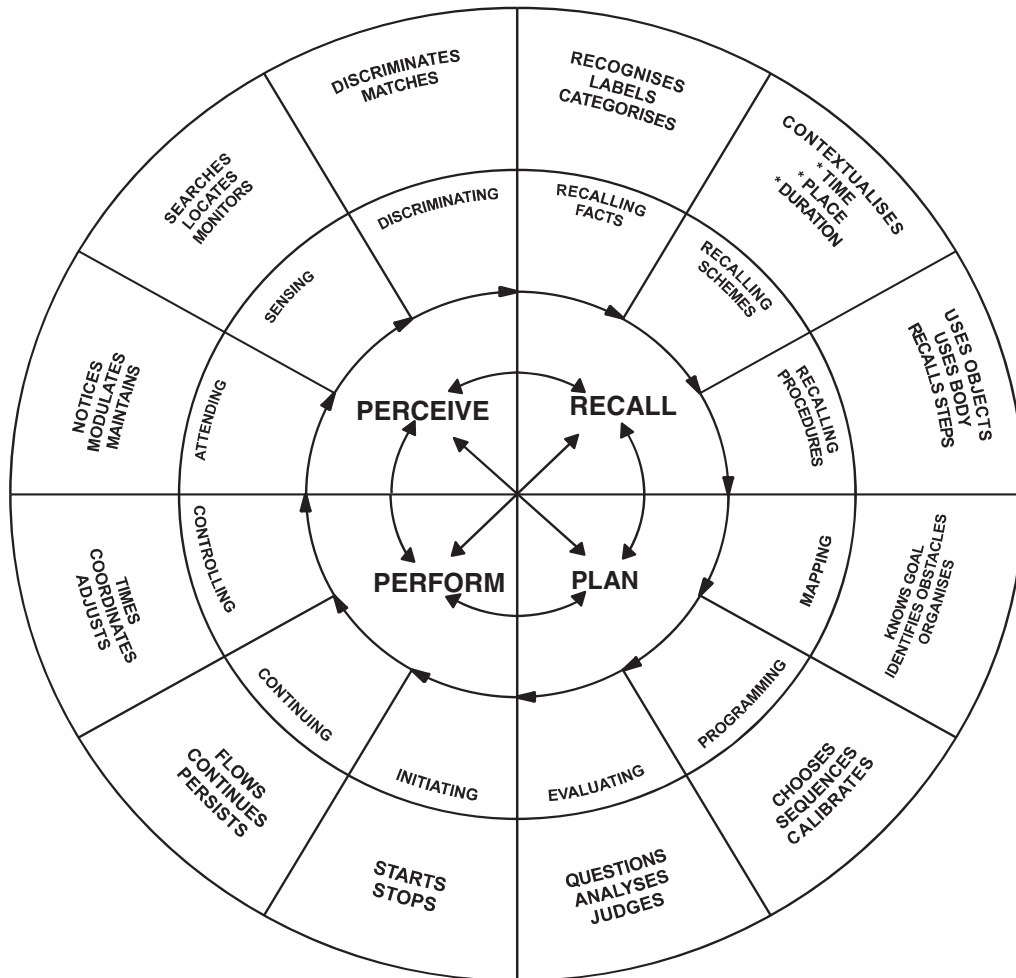 DISCRIMINATES
MATCHES
RECOGNISES
LABELS
CATEGORISES
CONTEXTUALISES
* TIME
* PLACE
* DURATION
USES OBJECTS
USES BODY
RECALLS STEPS
KNOWS GOAL
IDENTIFIES OBSTACLES
ORGANISES
CHOOSES
SEQUENCES
CALIBRATES
QUESTIONS
ANALYSES
JUDGES
STARTS
STOPS
FLOWS
CONTINUES
PERSISTS
TIMES
COORDINATES
ADJUSTS
NOTICES
MODULATES
MAINTAINS
SEARCHES
LOCATES
MONITORS
DISCRIMINATING
RECALLING
FACTS
RECALLING
SCHEMES
RECALLING
PROCEDURES
MAPPING
PROGRAMMING
EVALUATING
INITIATING
CONTINUING
CONTROLLING
ATTENDING
SENSING
PERCEIVE
RECALL
PERFORM
PLAN